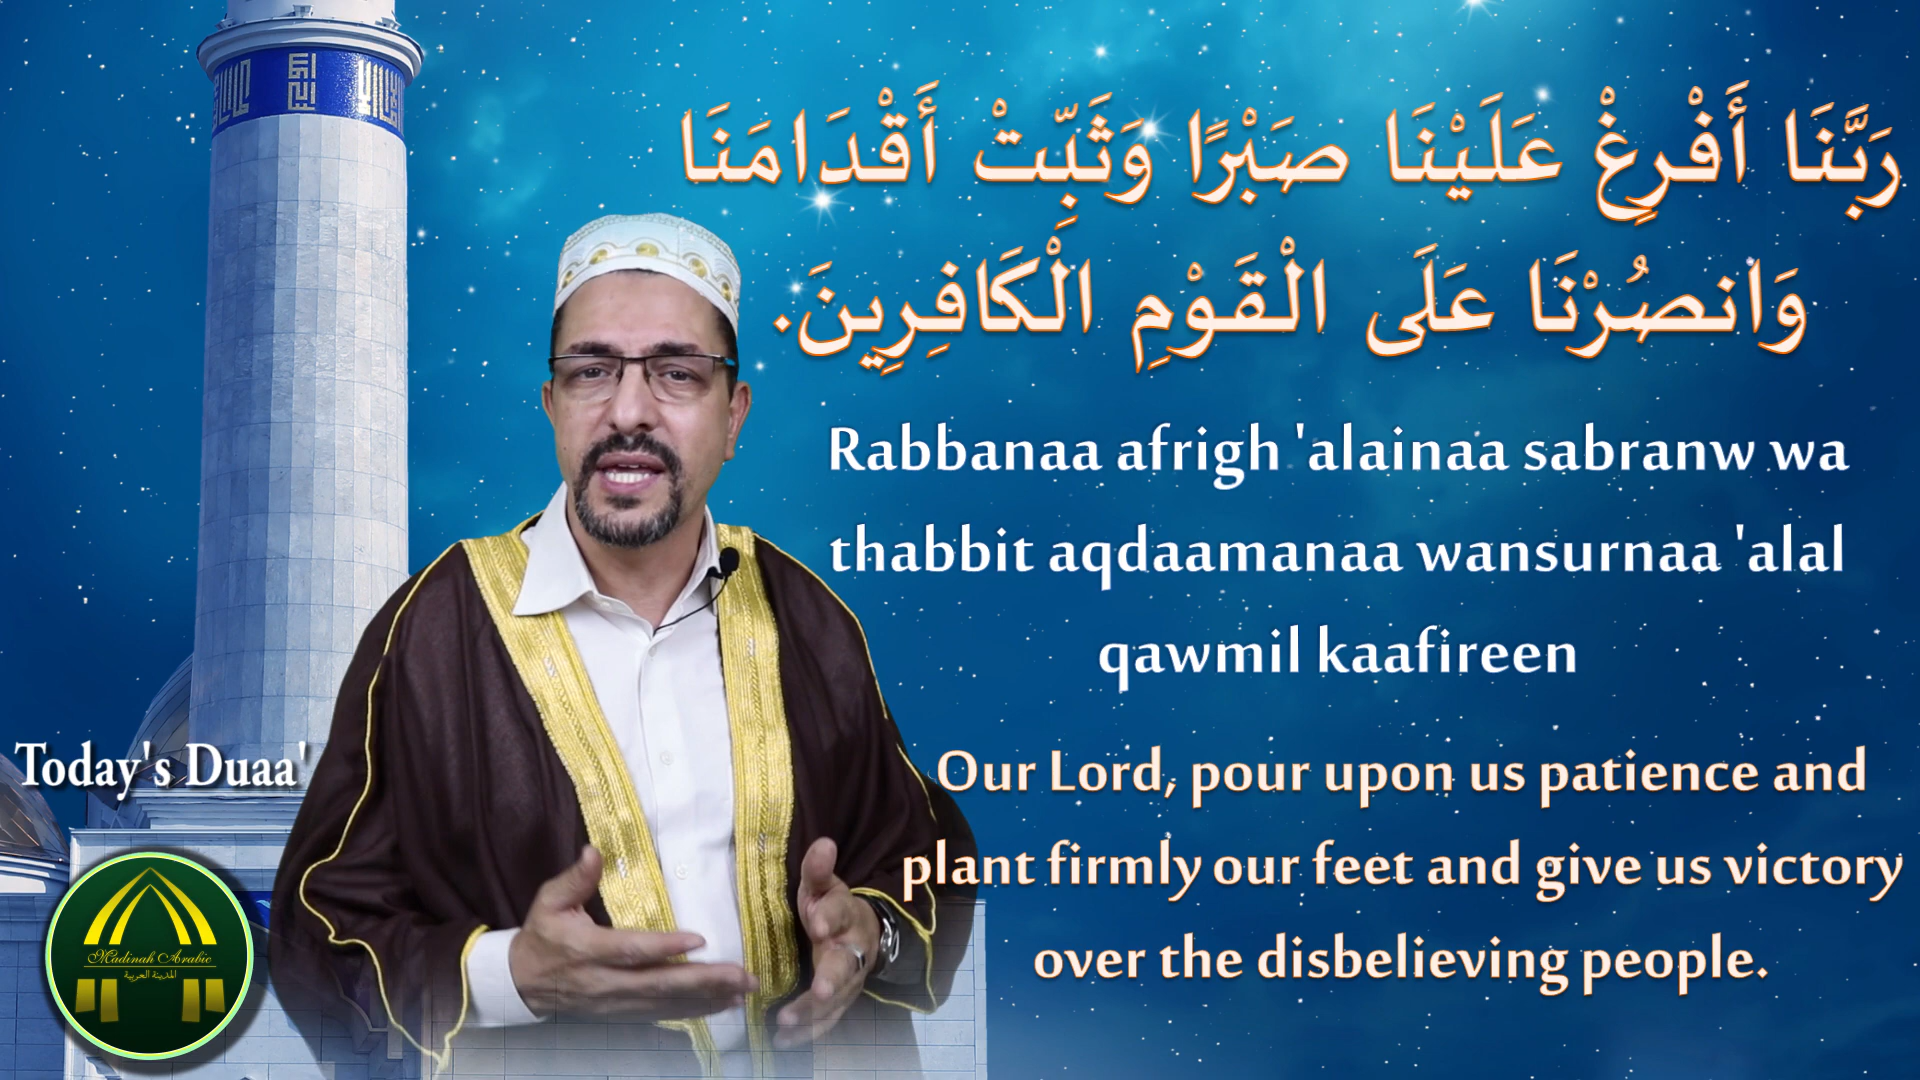 رَبَّنَا أَفْرِغْ عَلَيْنَا صَبْرًا وَثَبِّتْ أَقْدَامَنَا
وَانصُرْنَا عَلَى الْقَوْمِ الْكَافِرِينَ.
Rabbanaa afrigh 'alainaa sabranw wa
thabbit aqdaamanaa wansurnaa 'alal
qawmil kaafireen
Our Lord, pour upon us patience and
plant firmly our feet and give us victory
over the disbelieving people.
Today's Duaa'
Madinah Arabic
المدينة العربية